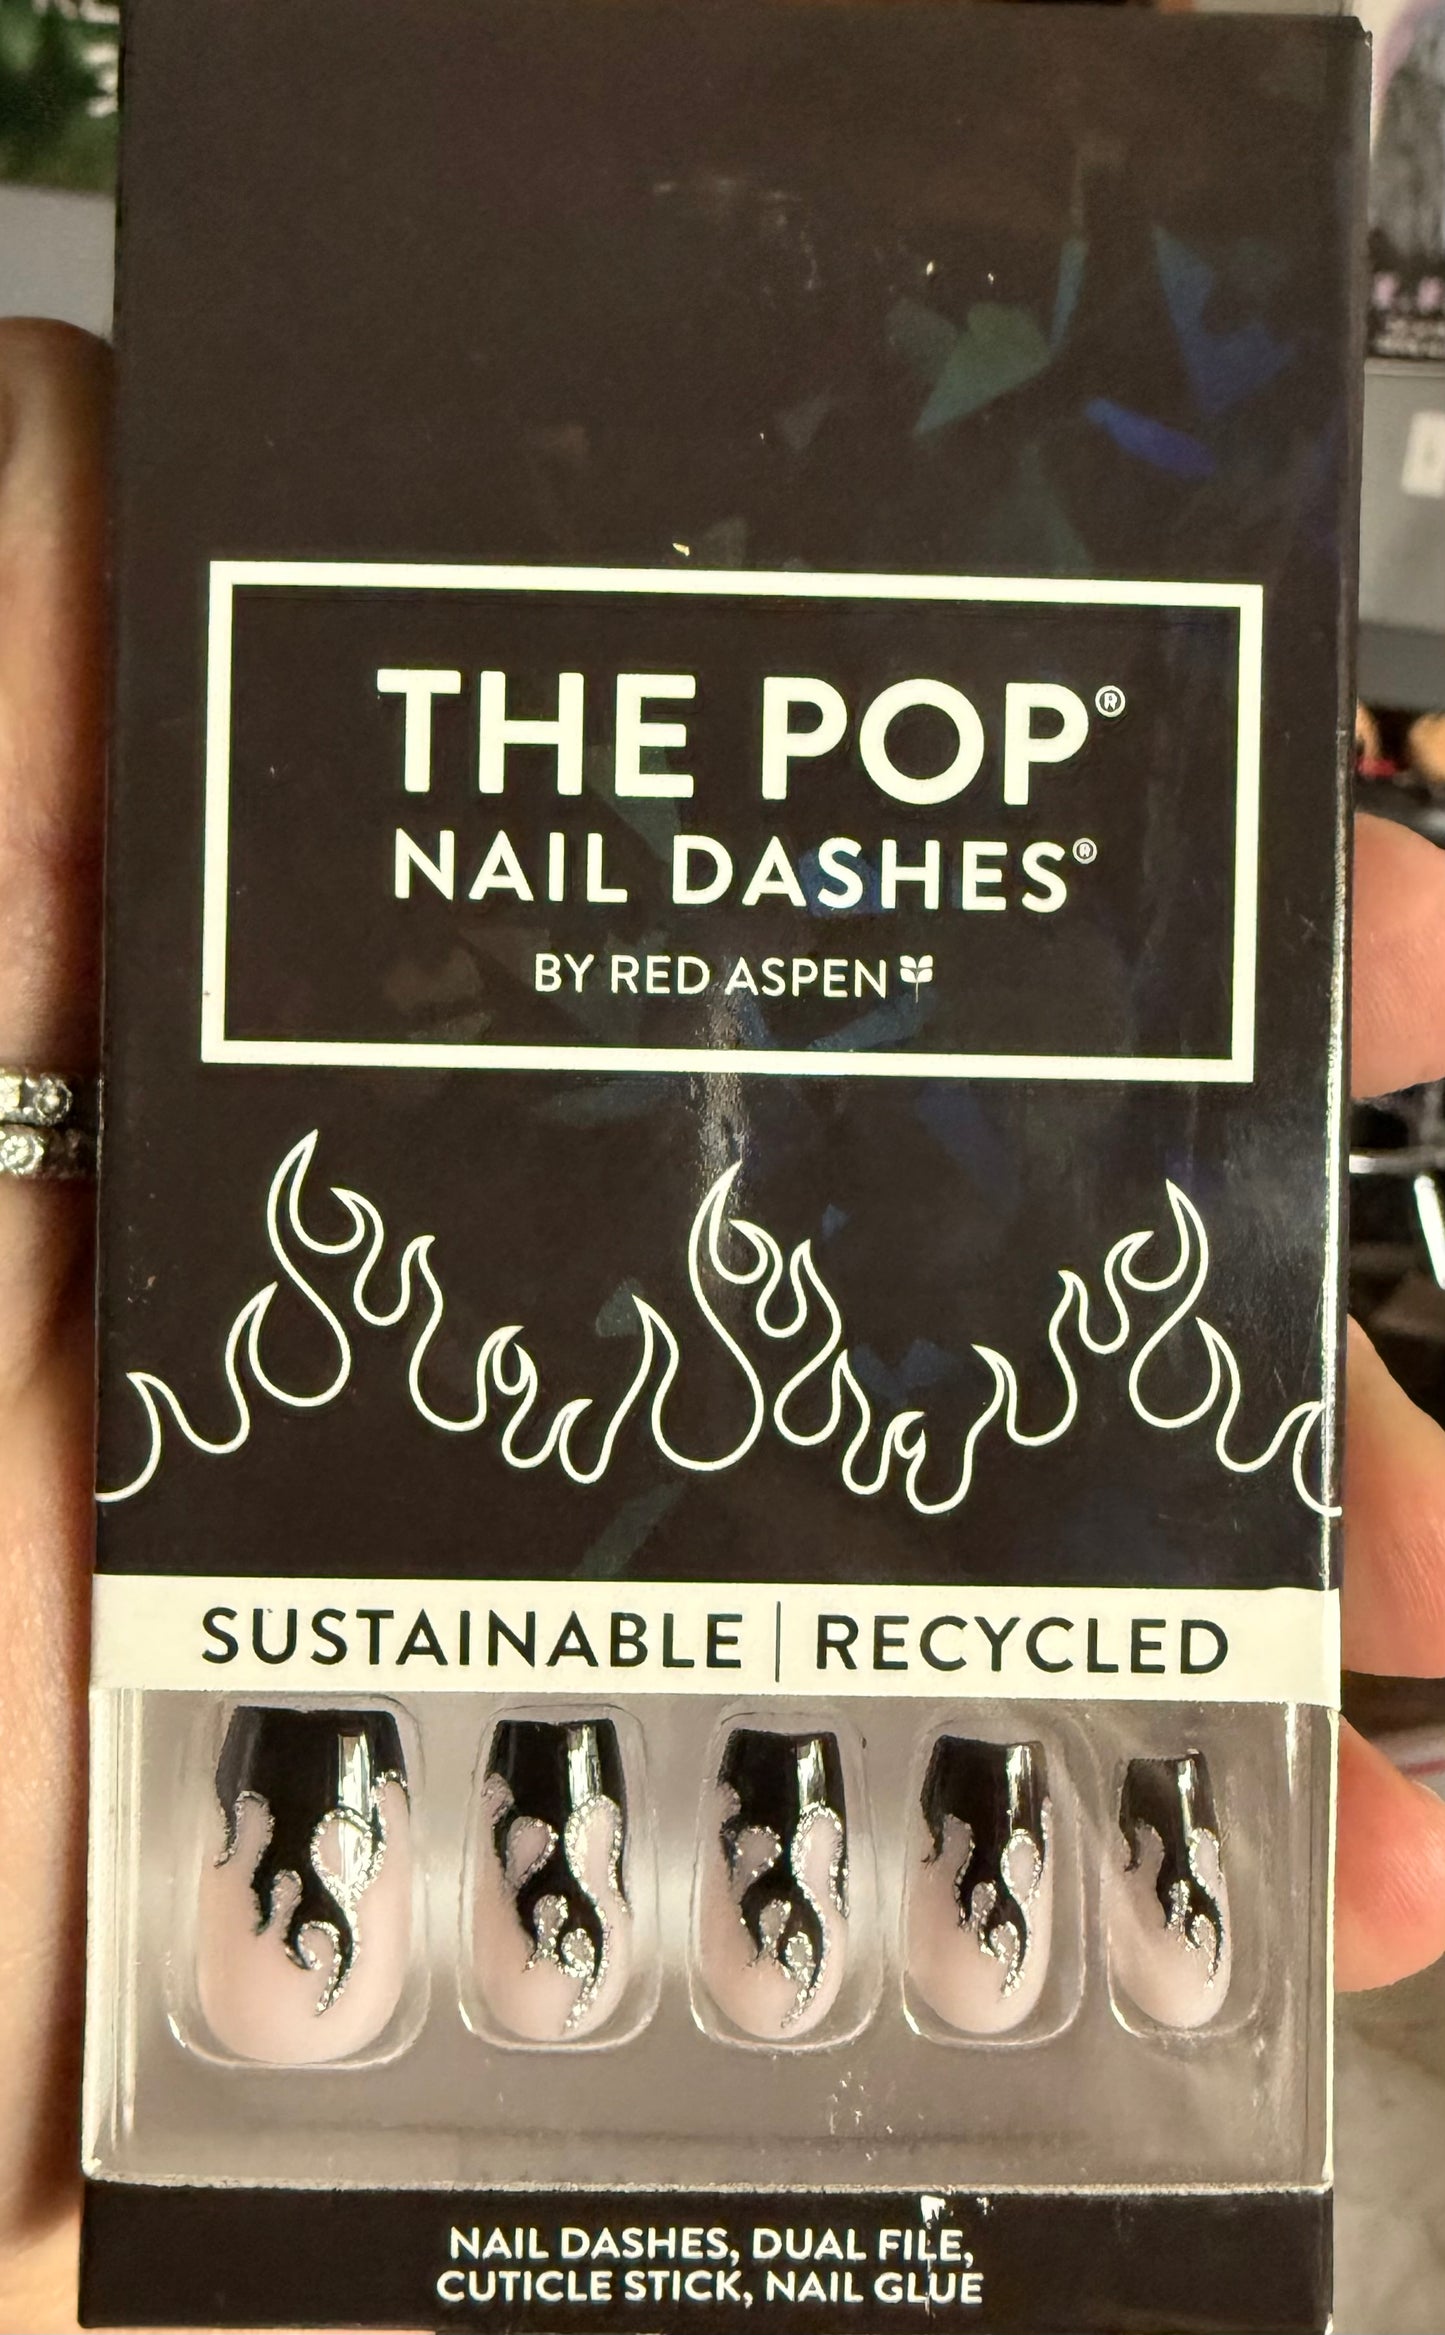 THE POP®
NAIL DASHES®
BY RED ASPEN
SUSTAINABLE | RECYCLED
NAIL DASHES, DUAL FILE,
CUTICLE STICK, NAIL GLUE